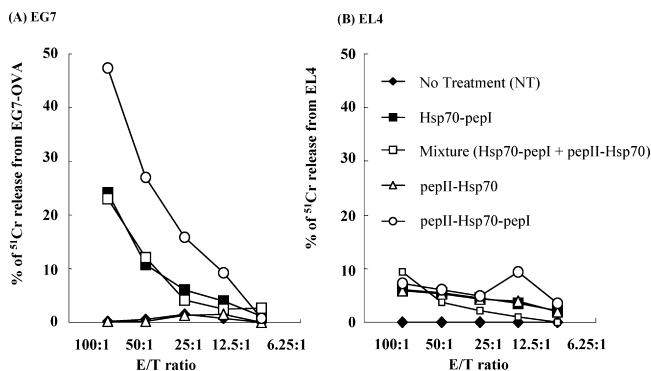 (A) EG7
% of ⁵¹Cr release from EG7-OVA
50
40
30
20
10
0
100:1 50:1 25:1 12.5:1 6.25:1
E/T ratio
(B) EL4
% of ⁵¹Cr release from EL4
50
40
30
20
10
0
No Treatment (NT)
Hsp70-pepI
Mixture (Hsp70-pepI + pepII-Hsp70)
pepII-Hsp70
pepII-Hsp70-pepI
100:1 50:1 25:1 12.5:1 6.25:1
E/T ratio